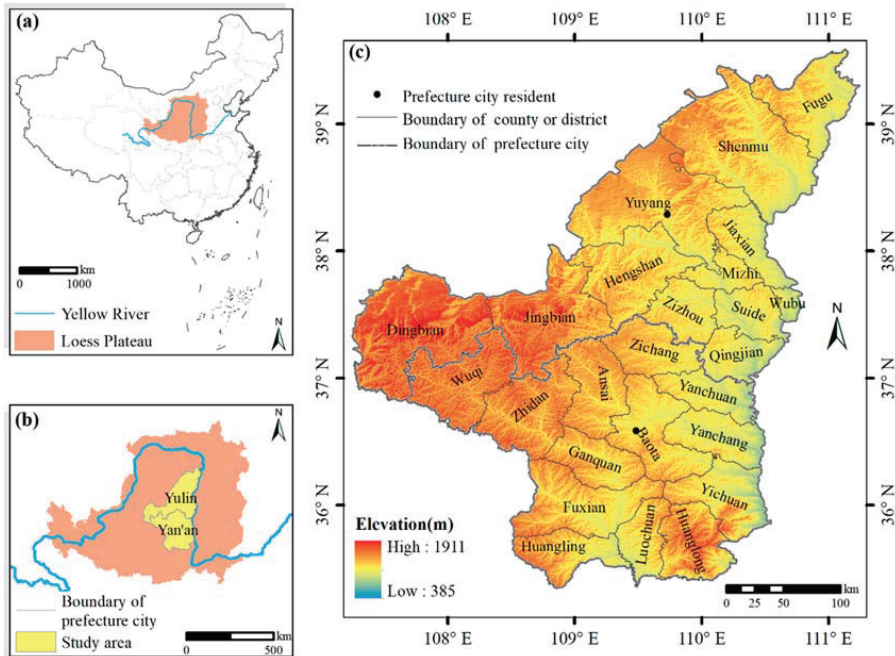 (a)
km
0 1000
Yellow River
Loess Plateau
N
(b)
N
Yulin
Yan'an
Boundary of
prefecture city
Study area
km
0 500
(c)
Prefecture city resident
Boundary of county or district
Boundary of prefecture city
Fugu
Shenmu
Yuyang
Jiaxian
Hengshan
Mizhi
Zizhou
Suide
Wubu
N
Dingbian
Jingbian
Zichang
Qingjian
Wuqi
Ansai
Zhidan
Yanchuan
Baota
Yanchang
Ganquan
Yichuan
Fuxian
Luochuan
Huanglong
Huangling
Elevation(m)
High : 1911
Low : 385
0 25 50 100
km
39° N
38° N
37° N
36° N
108° E 109° E 110° E 111° E
108° E 109° E 110° E 111° E